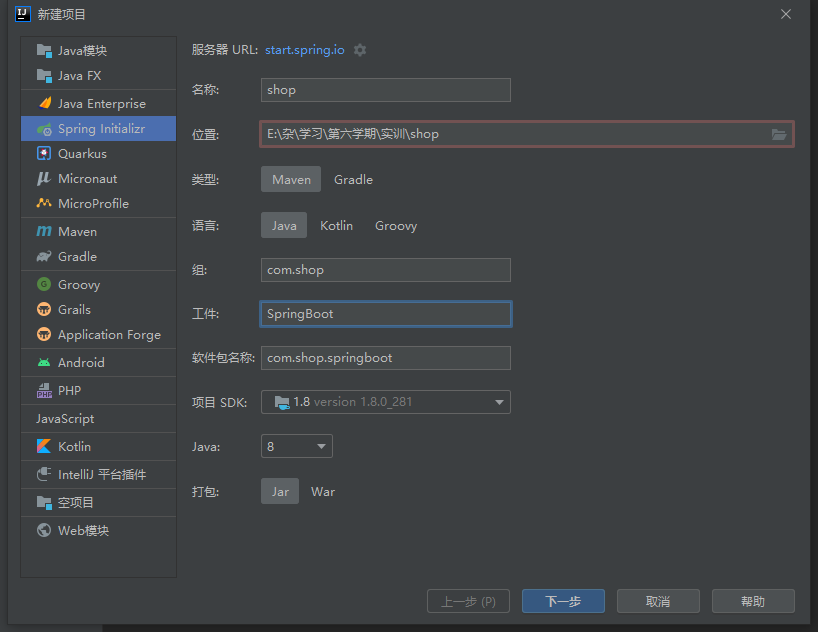 新建项目
Java模块
Java FX
Java Enterprise
Spring Initializr
Quarkus
Micronaut
MicroProfile
Maven
Gradle
Groovy
Grails
Application Forge
Android
PHP
JavaScript
Kotlin
IntelliJ 平台插件
空项目
Web模块
服务器 URL: start.spring.io
名称: shop
位置: E:\杂\学习\第六学期\实训\shop
类型: Maven Gradle
语言: Java Kotlin Groovy
组: com.shop
工件: SpringBoot
软件包名称: com.shop.springboot
项目 SDK: 1.8 version 1.8.0_281
Java: 8
打包: Jar War
上一步 (P) 下一步 取消 帮助